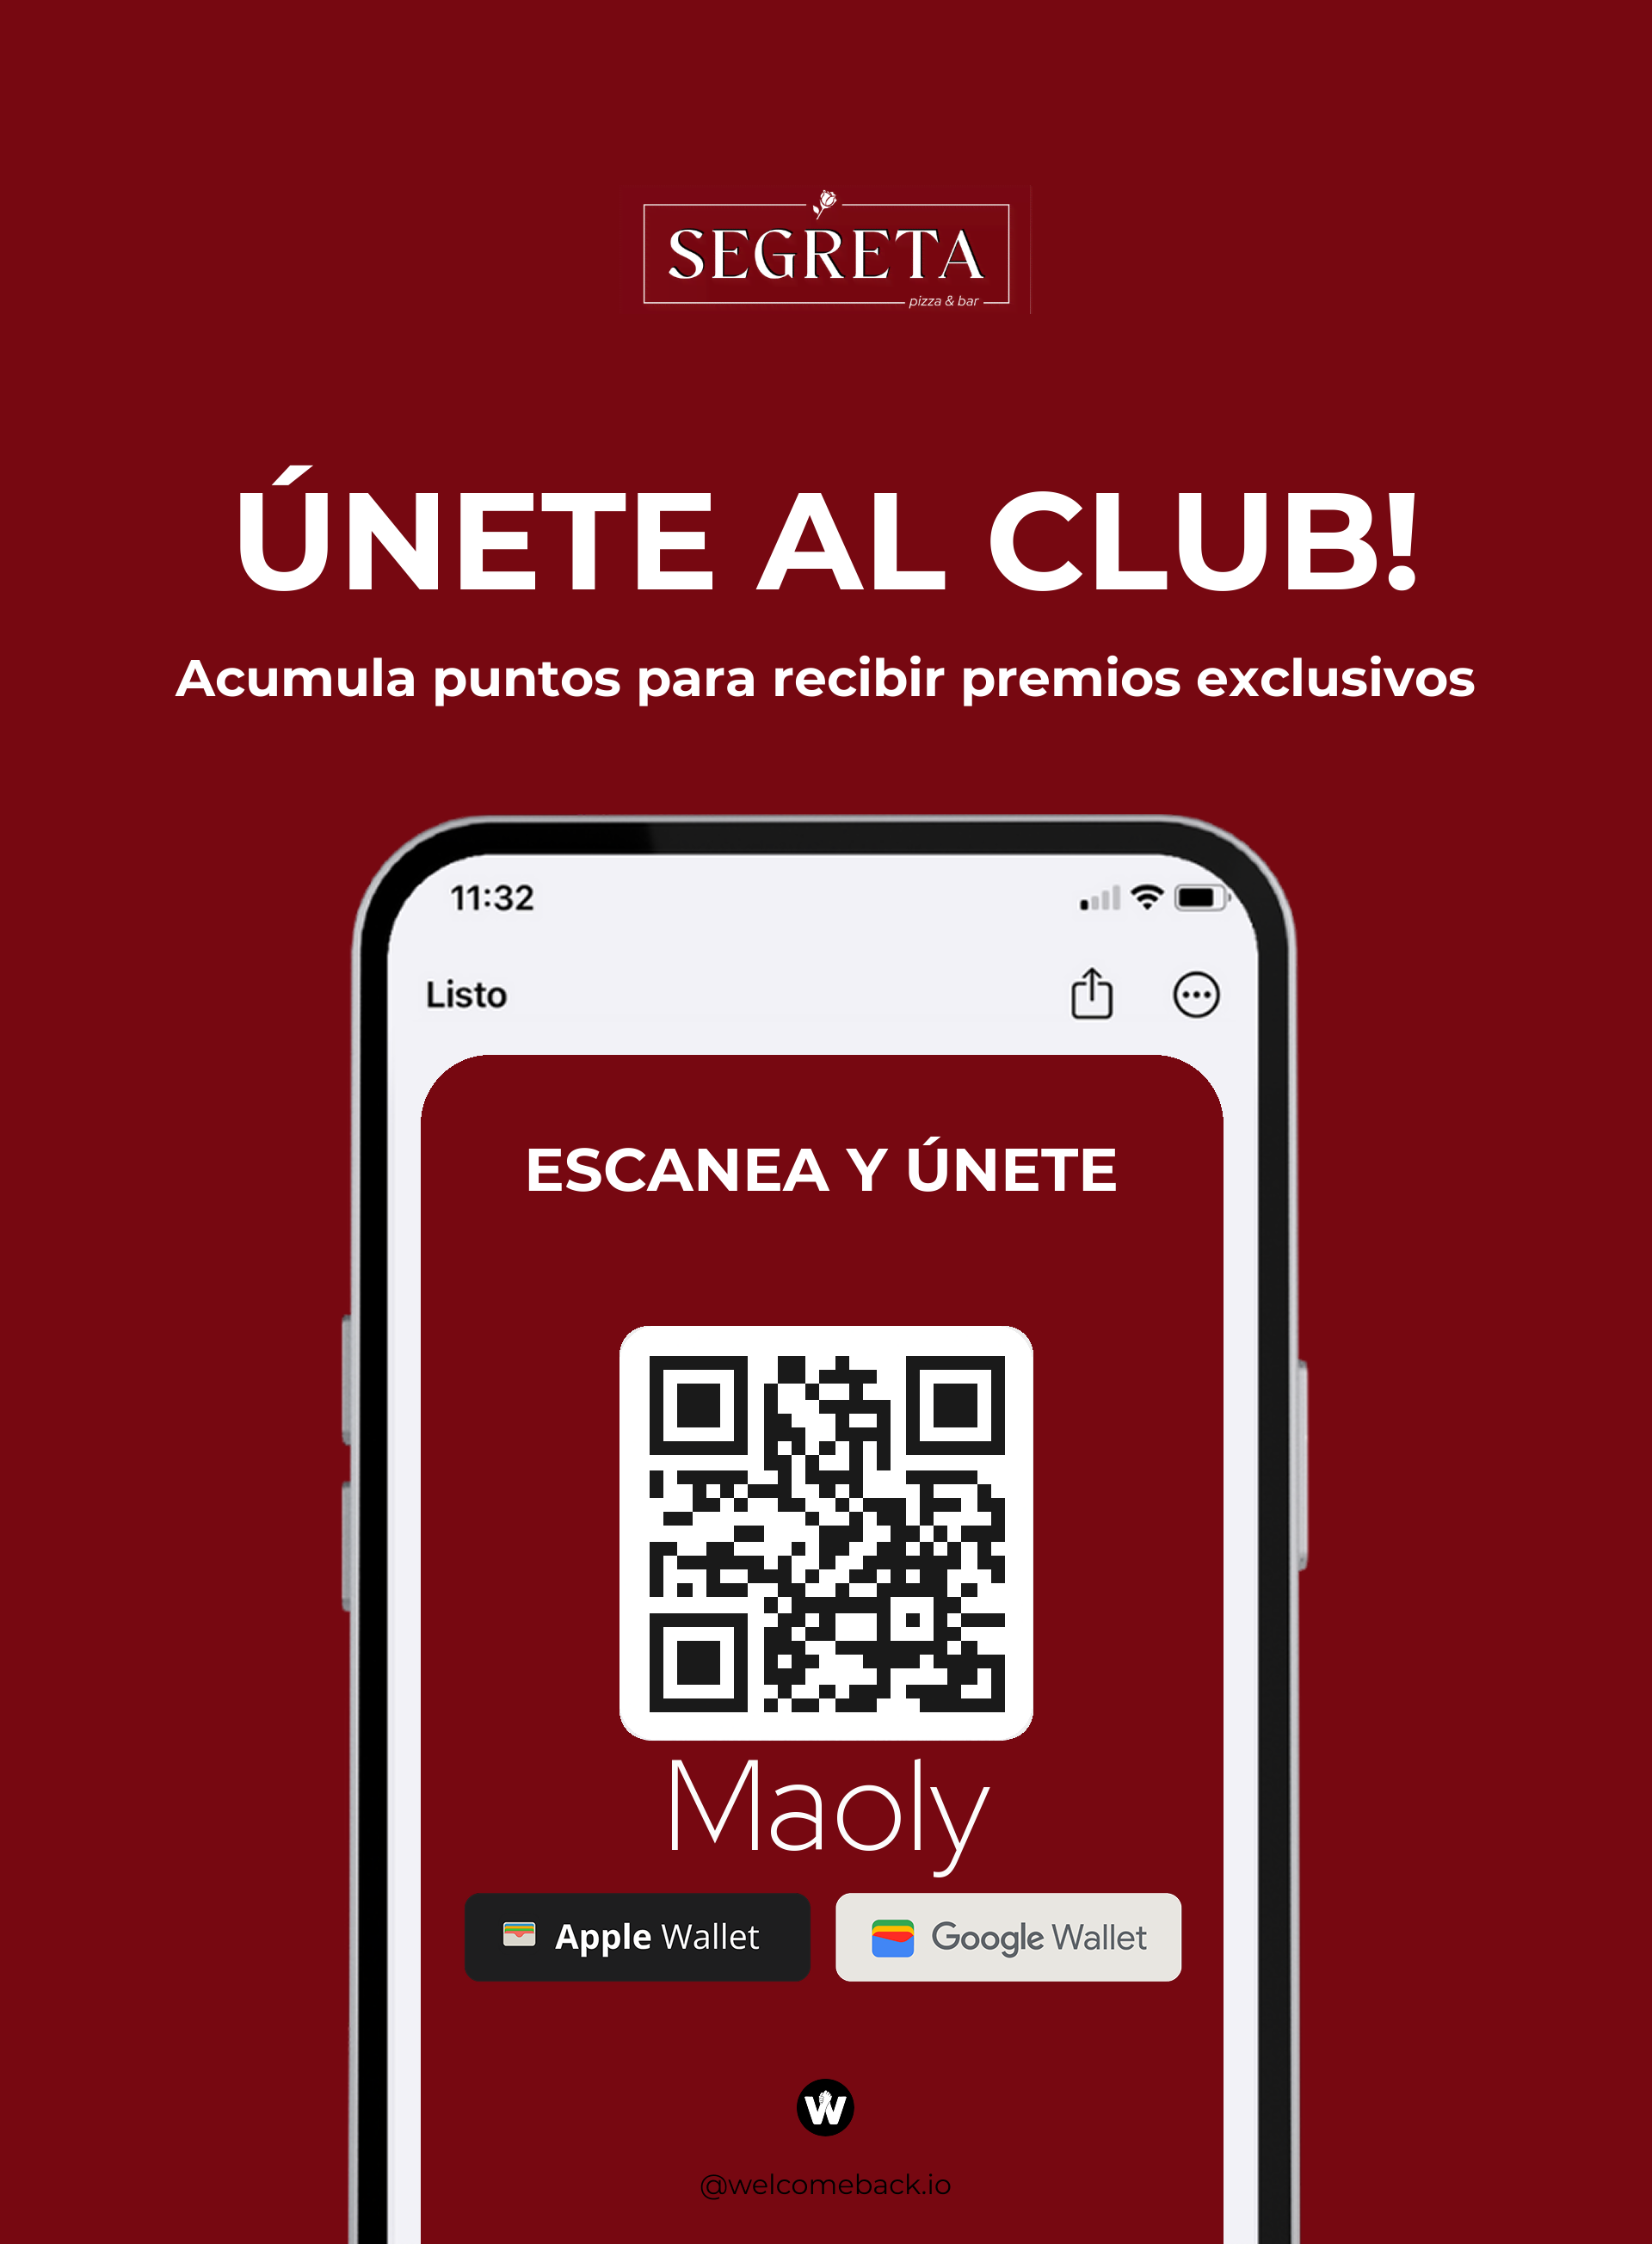 SEGRETA
pizza & bar
ÚNETE AL CLUB!
Acumula puntos para recibir premios exclusivos
11:32
Listo
ESCANEA Y ÚNETE
Maoly
Apple Wallet
Google Wallet
W
@welcomeback.io